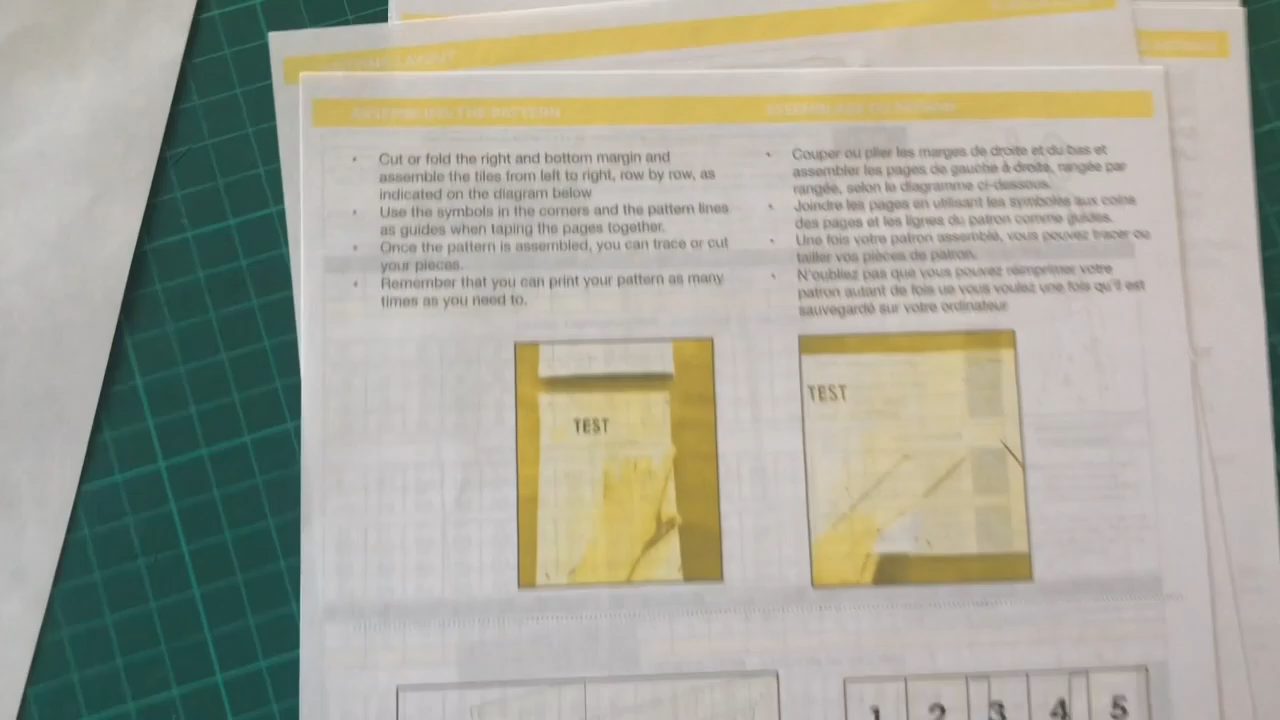 CUTTING LAYOUT
ASSEMBLING THE PATTERN
• Cut or fold the right and bottom margin and
assemble the tiles from left to right, row by row, as
indicated on the diagram below
• Use the symbols in the corners and the pattern lines
as guides when taping the pages together.
• Once the pattern is assembled, you can trace or cut
your pieces.
• Remember that you can print your pattern as many
times as you need to.
• Couper ou plier les marges de droite et du bas et
assembler les pages de gauche à droite, rangée par
rangée, selon le diagramme ci-dessous.
• Joindre les pages en utilisant les symboles aux coins
des pages et les lignes du patron comme guides.
• Une fois votre patron assemblé, vous pouvez tracer ou
tailler vos pièces de patron.
• N'oubliez pas que vous pouvez réimprimer votre
patron autant de fois ue vous voulez une fois qu'il est
sauvegardé sur votre ordinateur
TEST
TEST
1 2 3 4 5